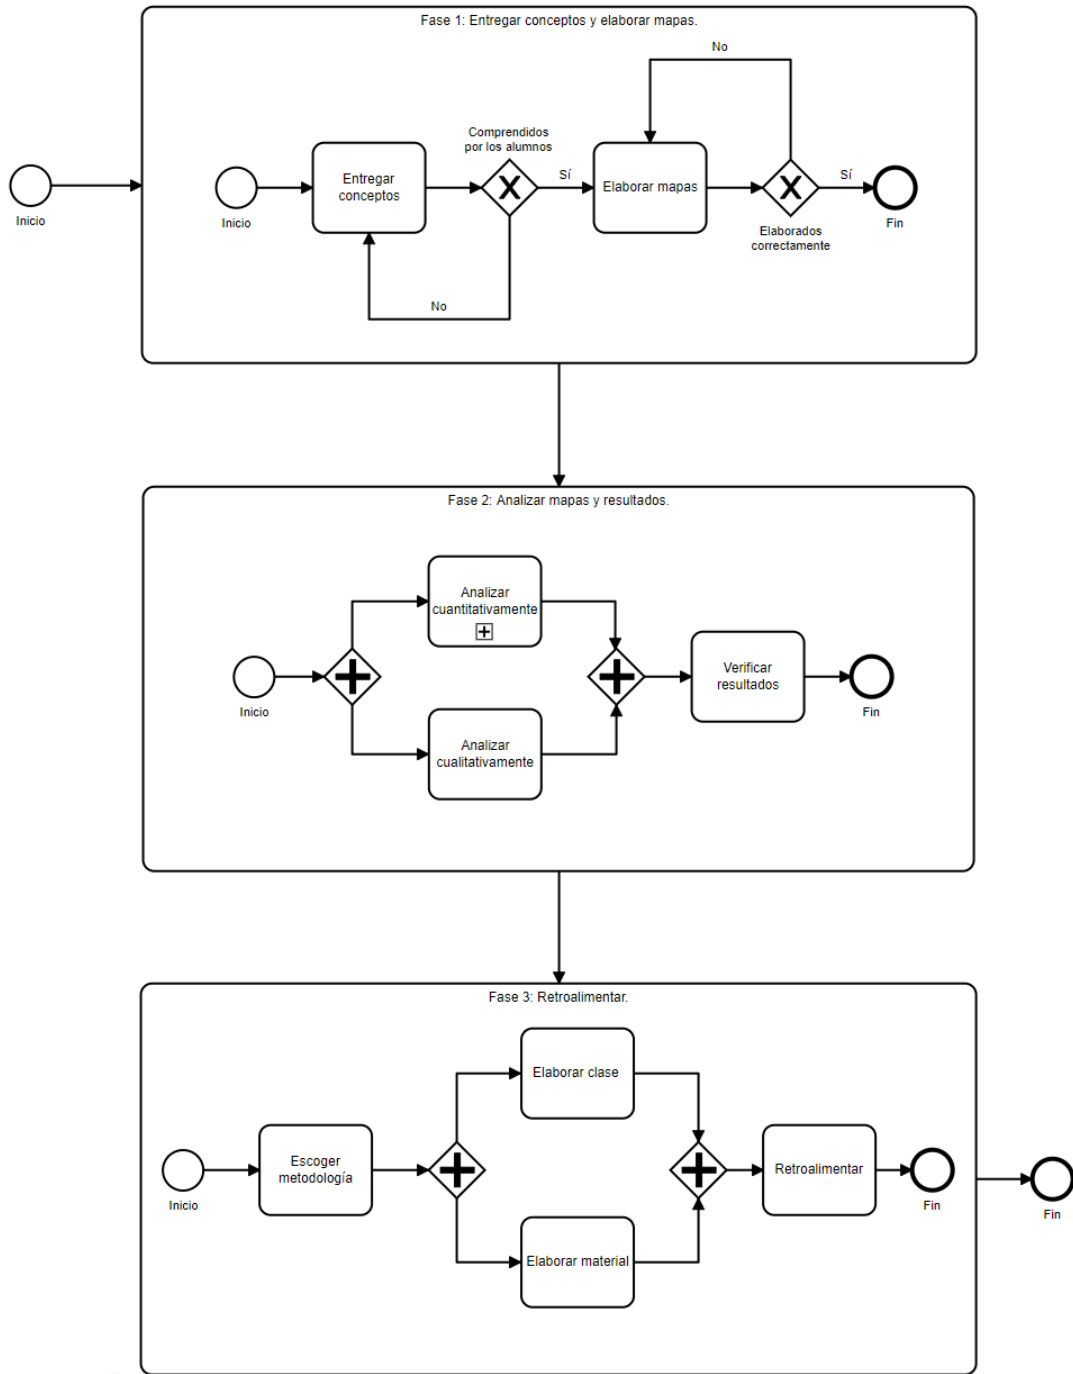 Fase 1: Entregar conceptos y elaborar mapas.
No
Comprendidos
por los alumnos
Inicio
Inicio
Entregar
conceptos
Sí
Elaborar mapas
Sí
Fin
Elaborados
correctamente
No
Fase 2: Analizar mapas y resultados.
Analizar
cuantitativamente
Inicio
Verificar
resultados
Fin
Analizar
cualitativamente
Fase 3: Retroalimentar.
Elaborar clase
Inicio
Escoger
metodología
Retroalimentar
Fin
Fin
Elaborar material